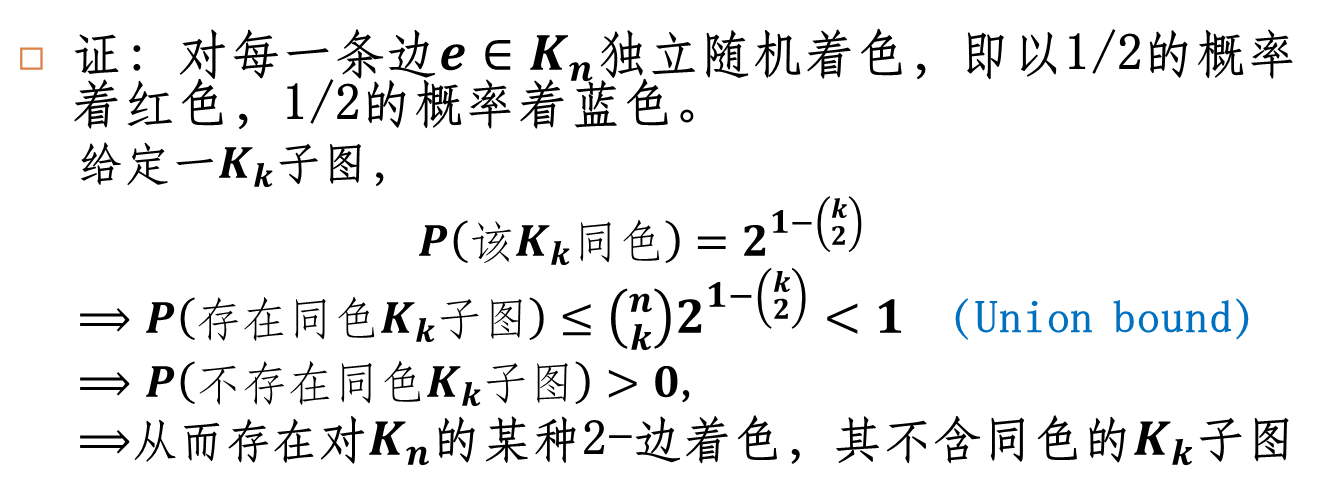 证：对每一条边e ∈ Kₙ独立随机着色，即以1/2的概率
着红色，1/2的概率着蓝色。
给定一Kₖ子图，
P(该Kₖ同色) = 2^{1−\binom{k}{2}}
⟹ P(存在同色Kₖ子图) ≤ \binom{n}{k}2^{1−\binom{k}{2}} < 1 (Union bound)
⟹ P(不存在同色Kₖ子图) > 0,
⟹从而存在对Kₙ的某种2-边着色，其不含同色的Kₖ子图